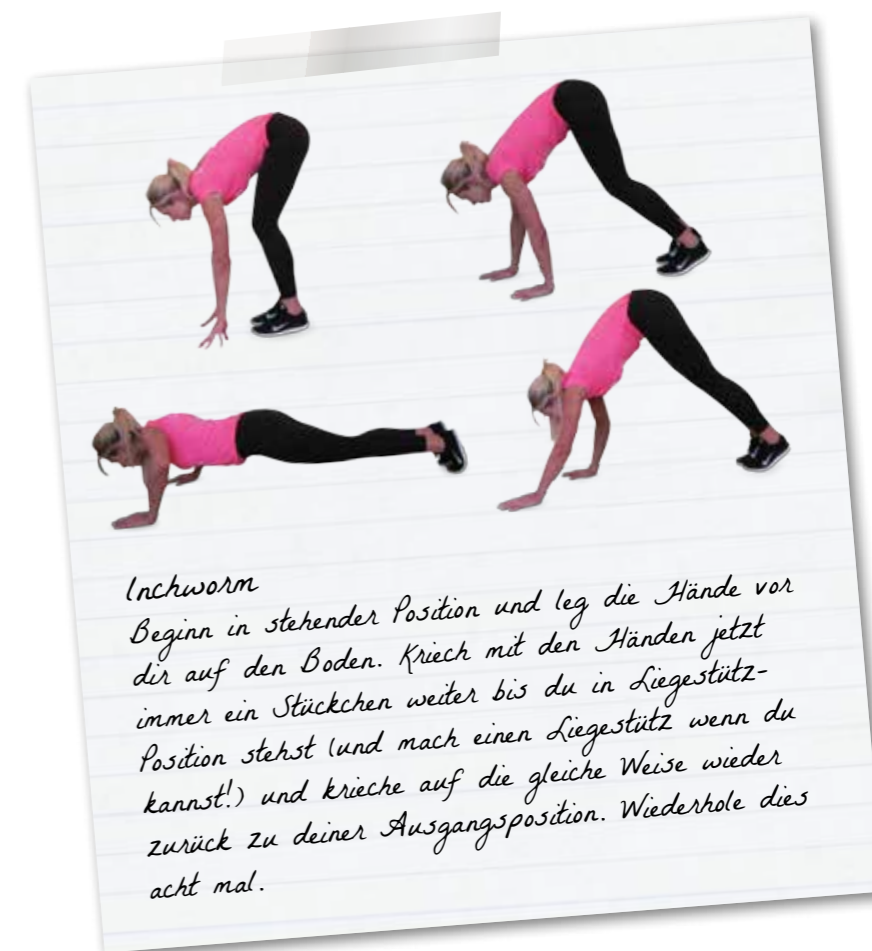 Inchworm
Beginn in stehender Position und leg die Hände vor
dir auf den Boden. Kriech mit den Händen jetzt
immer ein Stückchen weiter bis du in Liegestütz-
Position stehst (und mach einen Liegestütz wenn du
kannst!) und krieche auf die gleiche Weise wieder
zurück zu deiner Ausgangsposition. Wiederhole dies
acht mal.